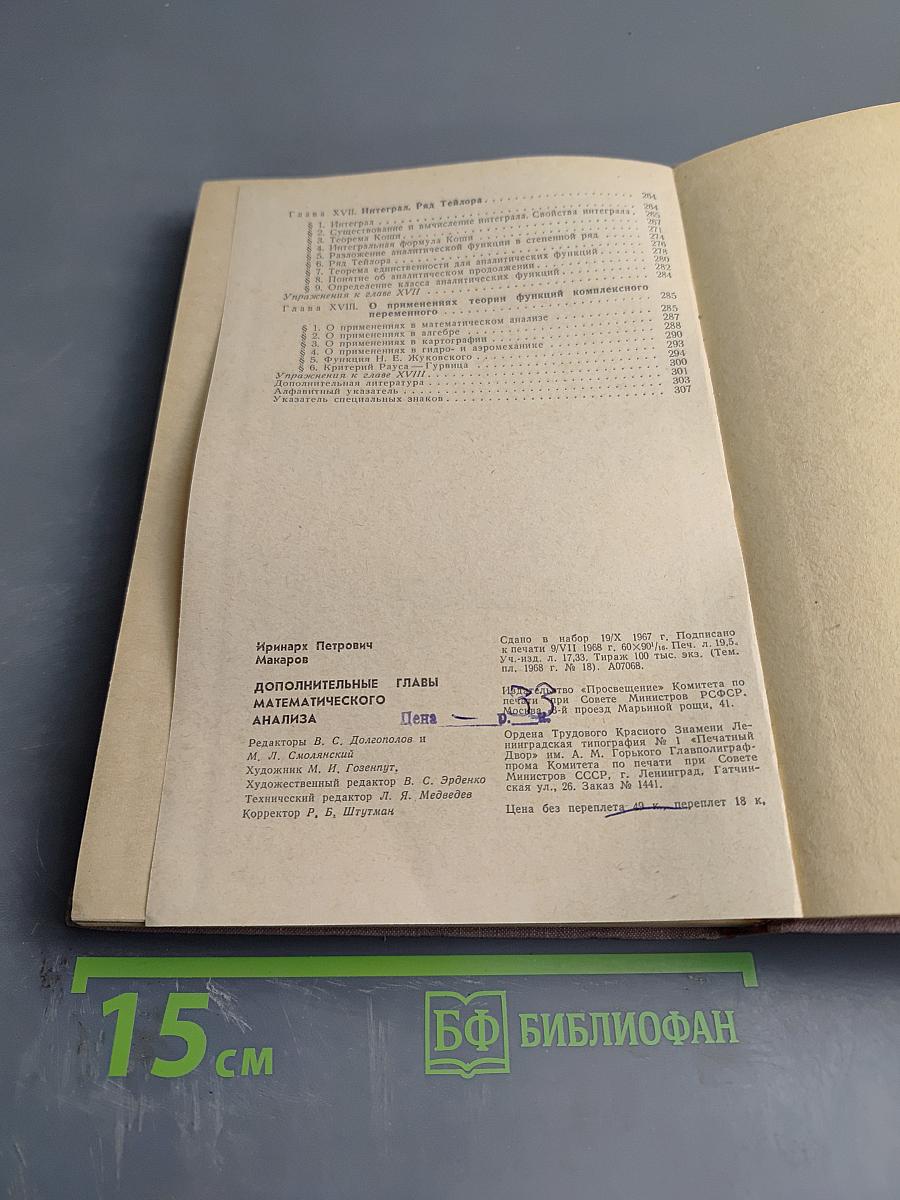 Глава XVII. Интеграл. Ряд Тейлора 264
§ 1. Интеграл 264
§ 2. Существование и вычисление интеграла. Свойства интеграла. 265
§ 3. Теорема Коши 267
§ 4. Интегральная формула Коши 271
§ 5. Разложение аналитической функции в степенной ряд 274
§ 6. Ряд Тейлора 276
§ 7. Теорема единственности для аналитических функций 278
§ 8. Понятие об аналитическом продолжении 280
§ 9. Определение класса аналитических функций 282
Упражнения к главе XVII 284
Глава XVIII. О применениях теории функций комплексного
переменного 285
§ 1. О применениях в математическом анализе 285
§ 2. О применениях в алгебре 287
§ 3. О применениях в картографии 288
§ 4. О применениях в гидро- и аэромеханике 290
§ 5. Функция Н. Е. Жуковского 293
§ 6. Критерий Рауса — Гурвица 294
Упражнения к главе XVIII 300
Дополнительная литература 301
Алфавитный указатель 303
Указатель специальных знаков 307
Иринарх Петрович
Макаров
ДОПОЛНИТЕЛЬНЫЕ ГЛАВЫ
МАТЕМАТИЧЕСКОГО
АНАЛИЗА
Цена — р. 33 к.
Редакторы В. С. Долгополов и
М. Л. Смолянский
Художник М. И. Гозенпут,
Художественный редактор В. С. Эрденко
Технический редактор Л. Я. Медведев
Корректор Р. Б. Штутман
Сдано в набор 19/X 1967 г. Подписано
к печати 9/VII 1968 г. 60×90¹/₁₆. Печ. л. 19,5.
Уч.-изд. л. 17,33. Тираж 100 тыс. экз. (Тем.
пл. 1968 г. № 18). А07068.
Издательство «Просвещение» Комитета по
печати при Совете Министров РСФСР.
Москва, 3-й проезд Марьиной рощи, 41.
Ордена Трудового Красного Знамени Ле-
нинградская типография № 1 «Печатный
Двор» им. А. М. Горького Главполиграф-
прома Комитета по печати при Совете
Министров СССР, г. Ленинград, Гатчин-
ская ул., 26. Заказ № 1441.
Цена без переплета 49 к., переплет 18 к.
15 см
БФ БИБЛИОФАН